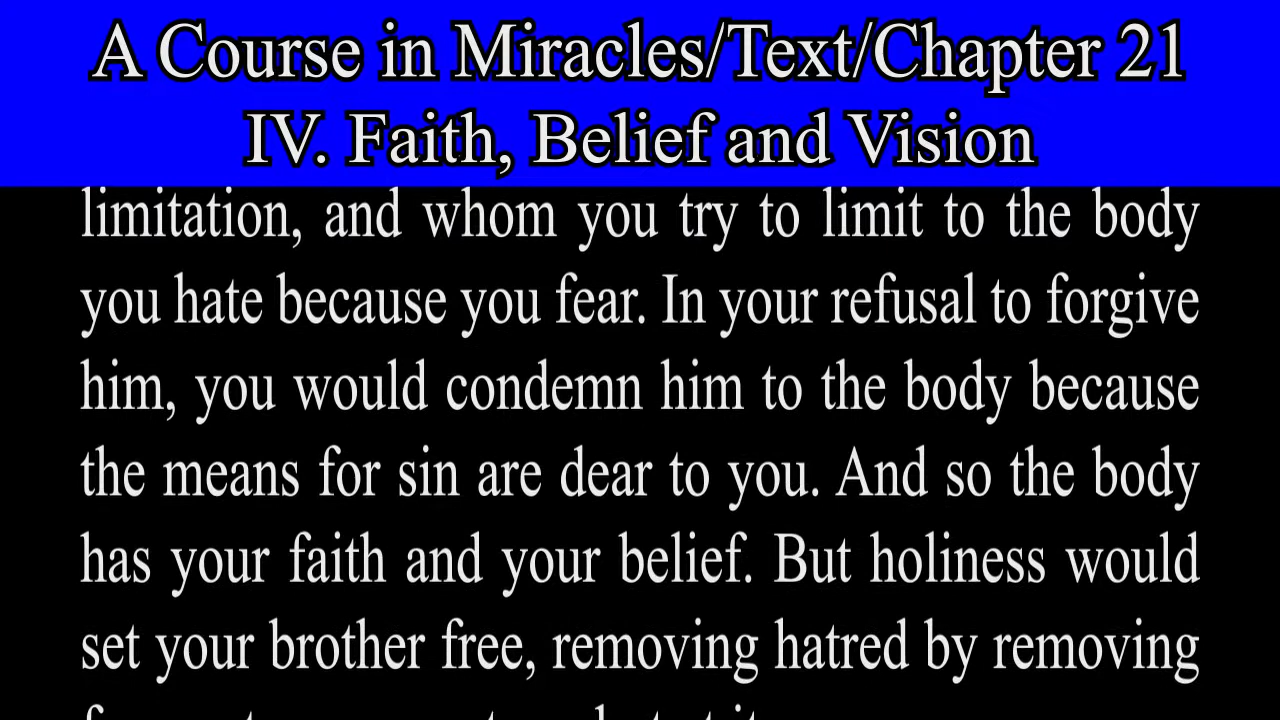 A Course in Miracles/Text/Chapter 21
IV. Faith, Belief and Vision
limitation, and whom you try to limit to the body
you hate because you fear. In your refusal to forgive
him, you would condemn him to the body because
the means for sin are dear to you. And so the body
has your faith and your belief. But holiness would
set your brother free, removing hatred by removing